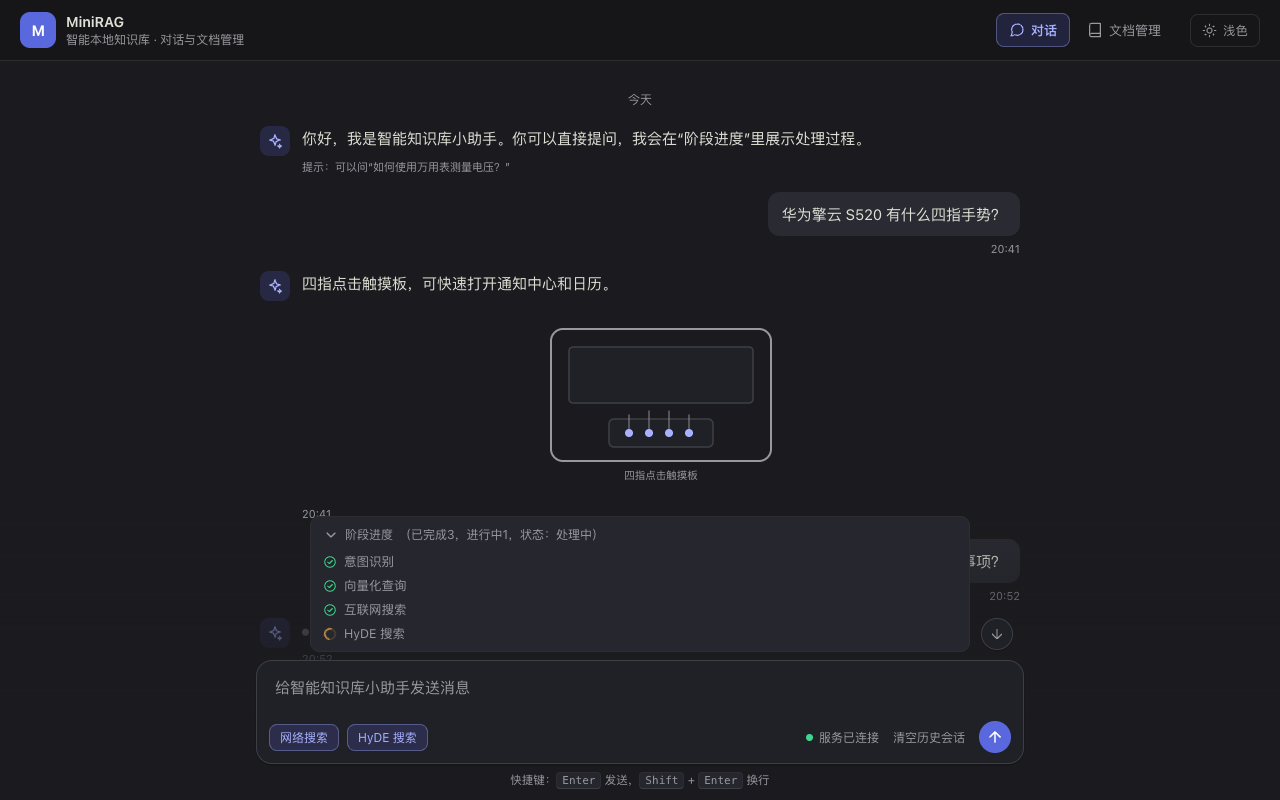 M
MiniRAG
智能本地知识库 · 对话与文档管理
对话
文档管理
浅色
今天
你好，我是智能知识库小助手。你可以直接提问，我会在“阶段进度”里展示处理过程。
提示：可以问“如何使用万用表测量电压？”
华为擎云 S520 有什么四指手势？
20:41
四指点击触摸板，可快速打开通知中心和日历。
四指点击触摸板
20:41
阶段进度 （已完成3，进行中1，状态：处理中）
意图识别
向量化查询
互联网搜索
HyDE 搜索
事项？
20:52
20:52
给智能知识库小助手发送消息
网络搜索
HyDE 搜索
服务已连接
清空历史会话
快捷键： Enter 发送， Shift + Enter 换行